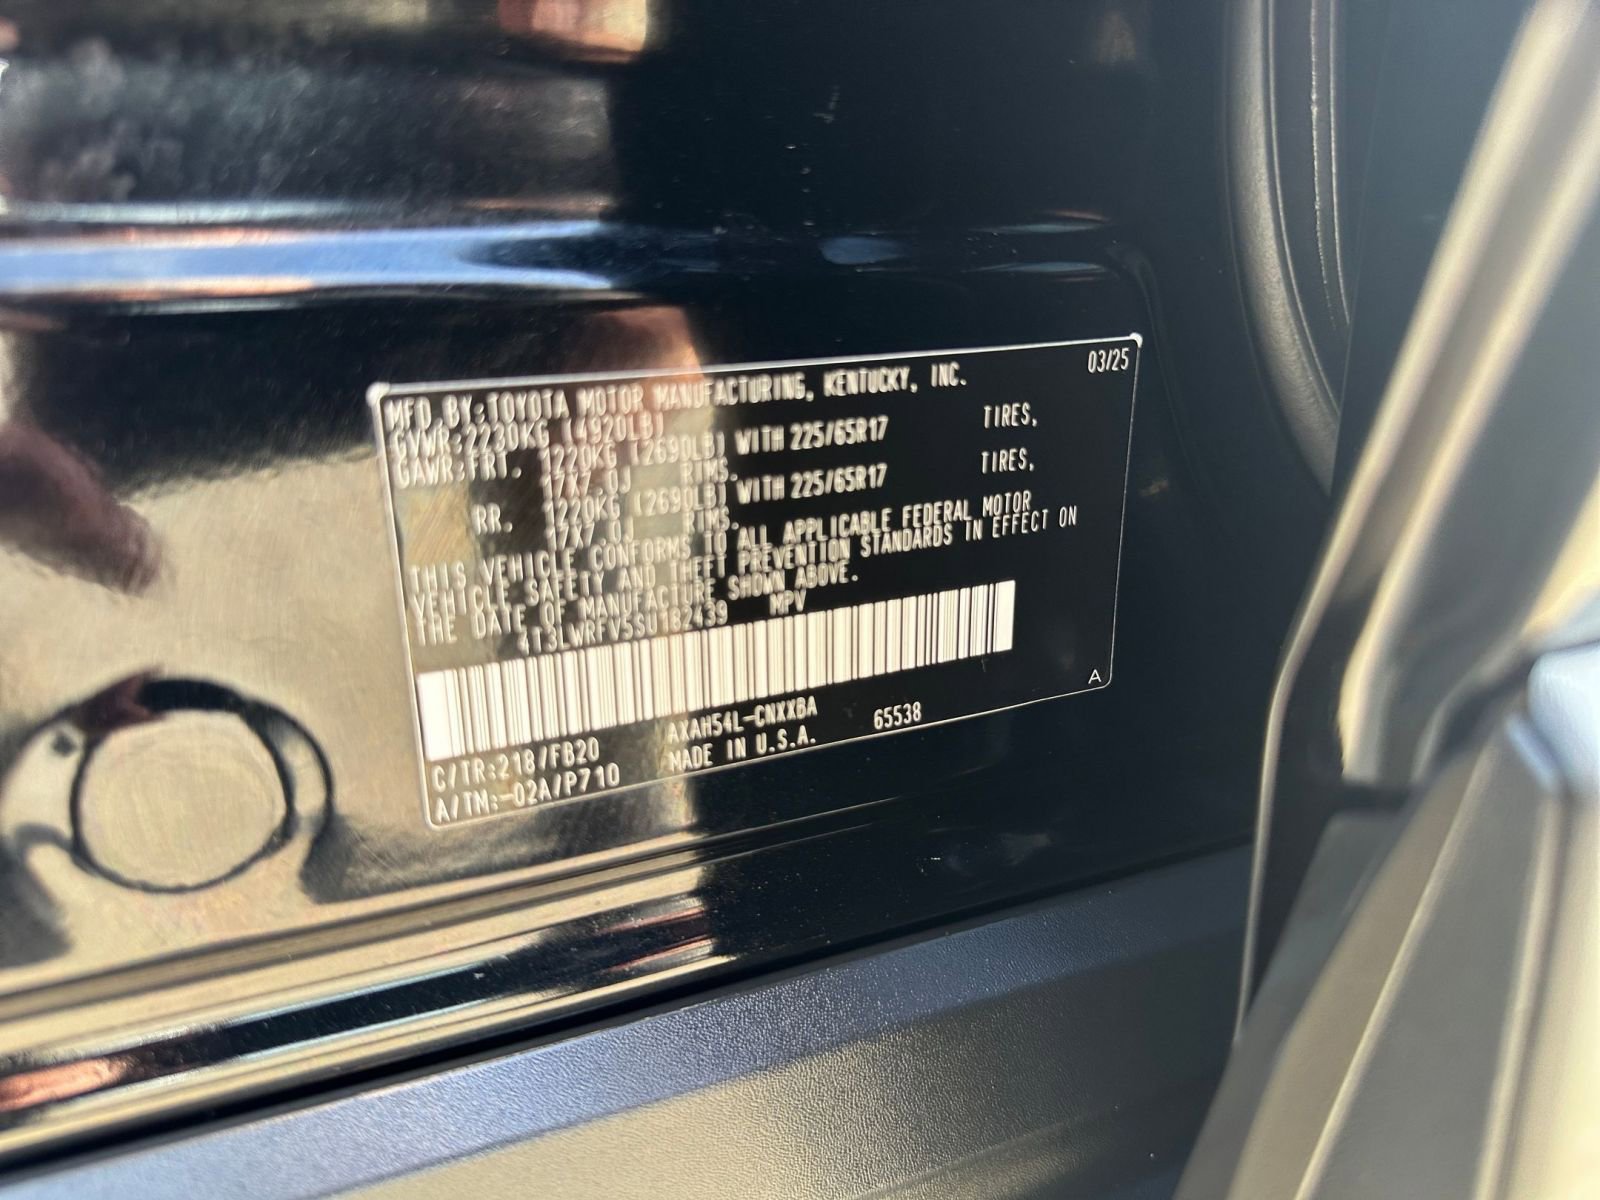 MFD BY:TOYOTA MOTOR MANUFACTURING, KENTUCKY, INC. 03/25
GVWR:2230KG (4920LB)
GAWR:FRT. 1220KG (2690LB) WITH 225/65R17 TIRES,
17X7.0J RIMS.
RR. 1220KG (2690LB) WITH 225/65R17 TIRES,
17X7.0J RIMS.
THIS VEHICLE CONFORMS TO ALL APPLICABLE FEDERAL MOTOR
VEHICLE SAFETY AND THEFT PREVENTION STANDARDS IN EFFECT ON
THE DATE OF MANUFACTURE SHOWN ABOVE.
4T3LWRFV5SU182439 MPV
A
C/TR:218/FB20 AXAH54L-CNXXBA 65538
A/TM:-02A/P710 MADE IN U.S.A.